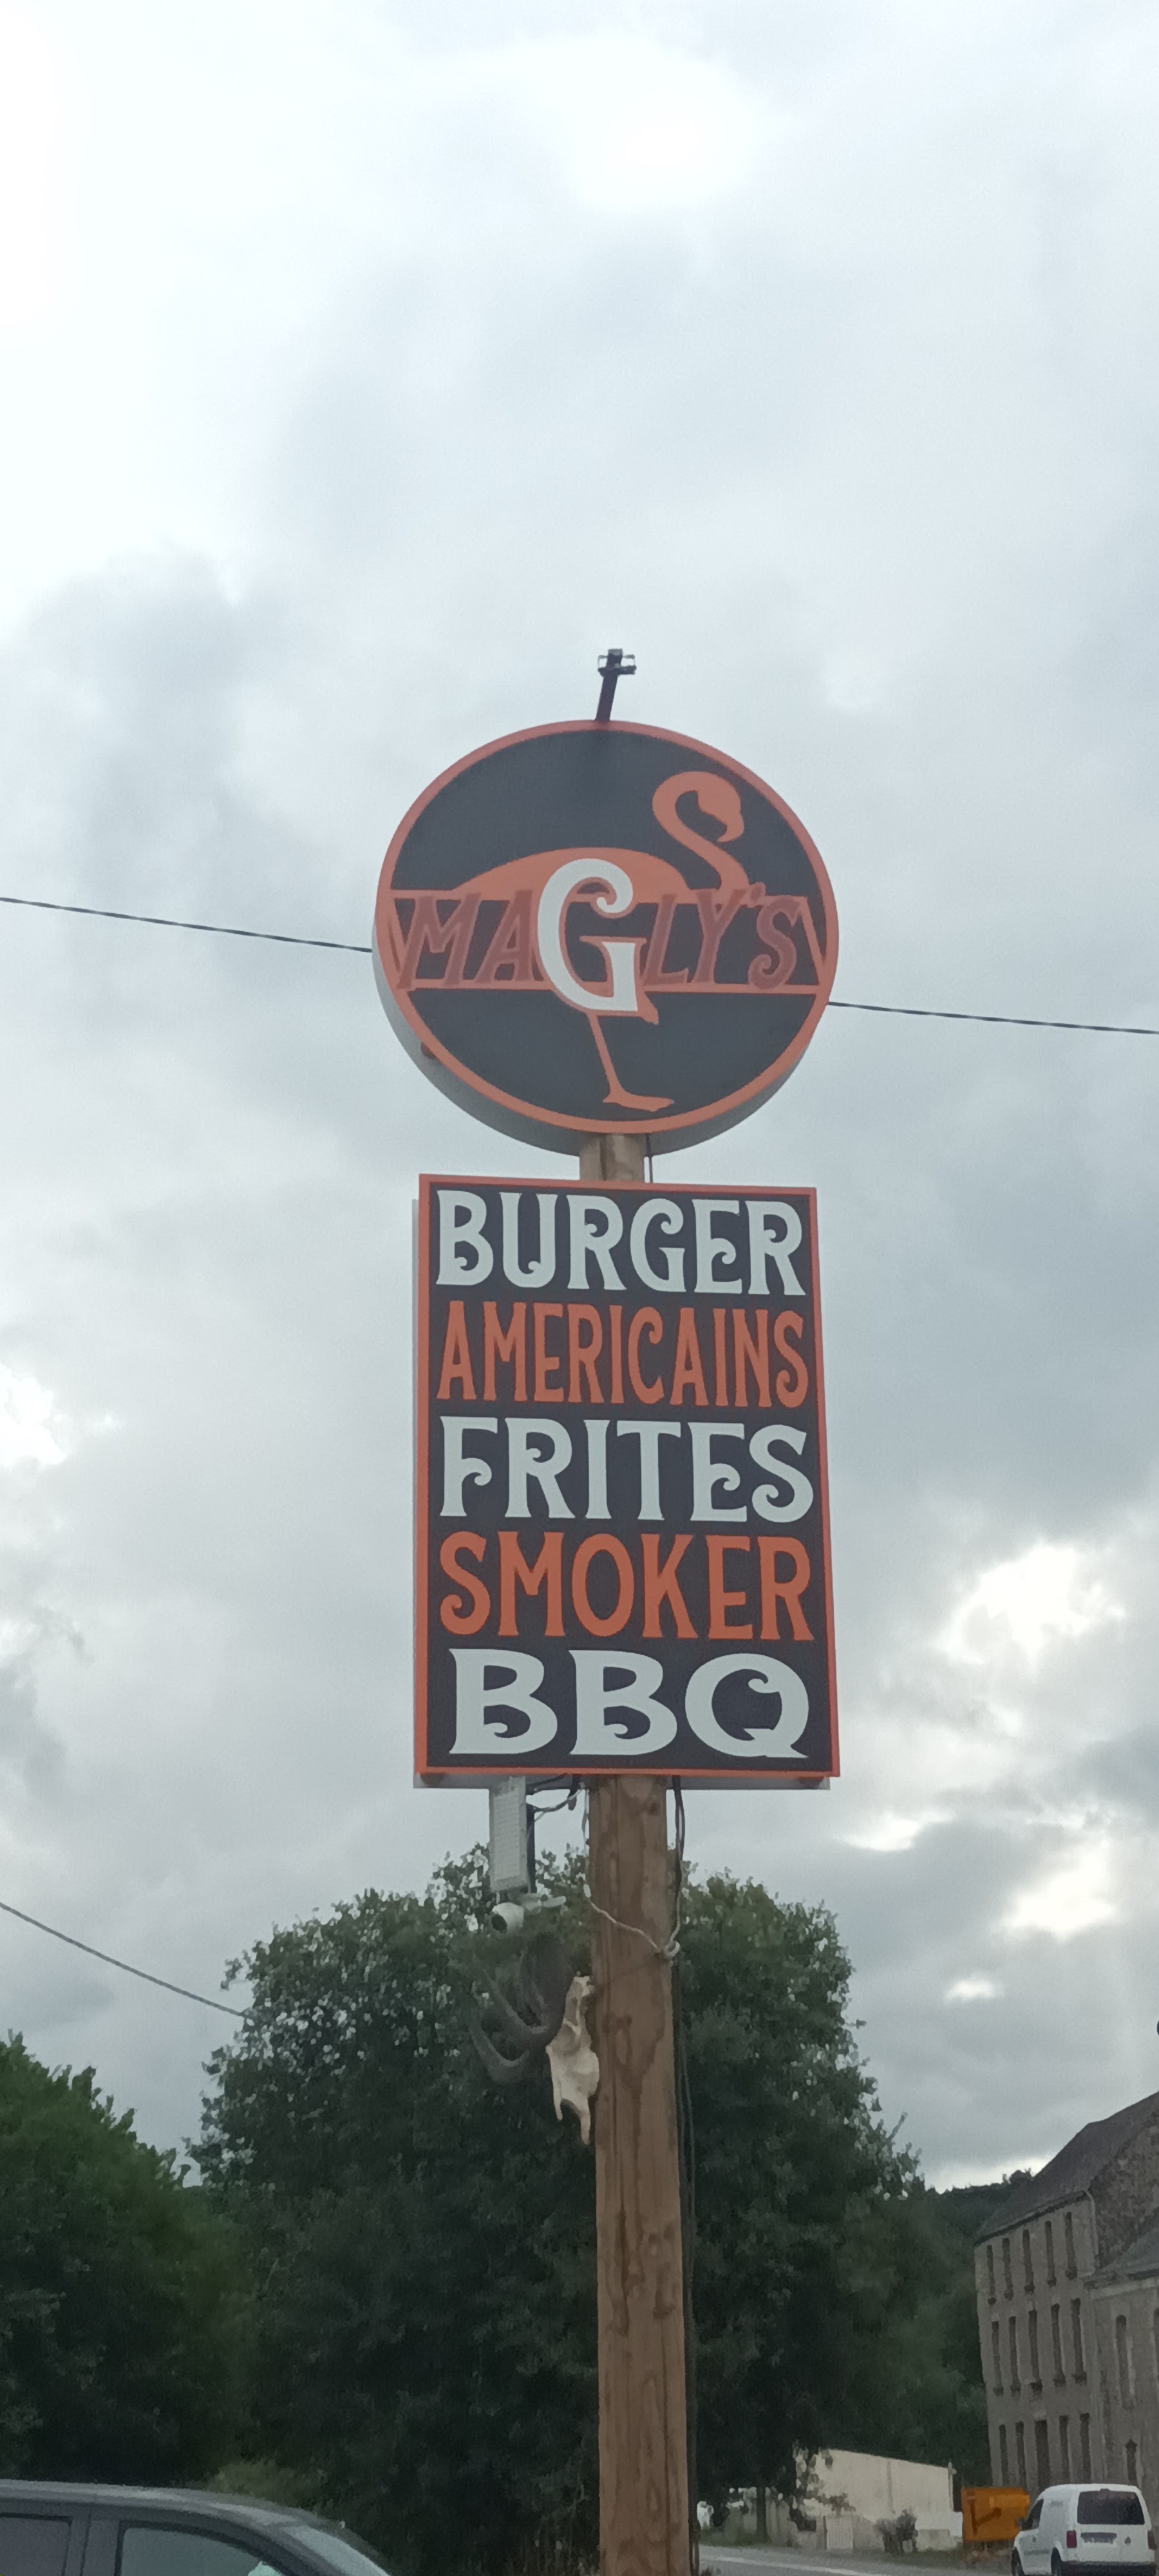 MAGLY'S
BURGER
AMERICAINS
FRITES
SMOKER
BBQ